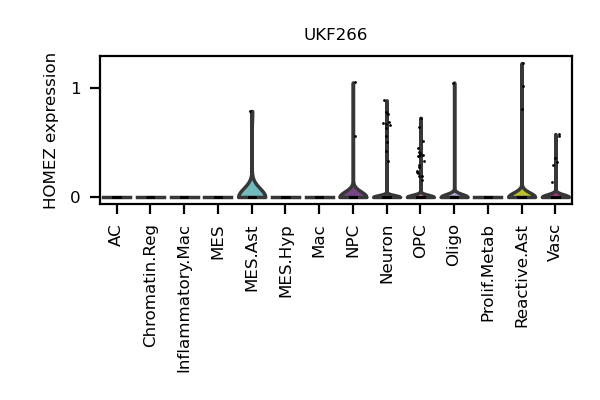 UKF266
HOMEZ expression
1
0
AC
Chromatin.Reg
Inflammatory.Mac
MES
MES.Ast
MES.Hyp
Mac
NPC
Neuron
OPC
Oligo
Prolif.Metab
Reactive.Ast
Vasc